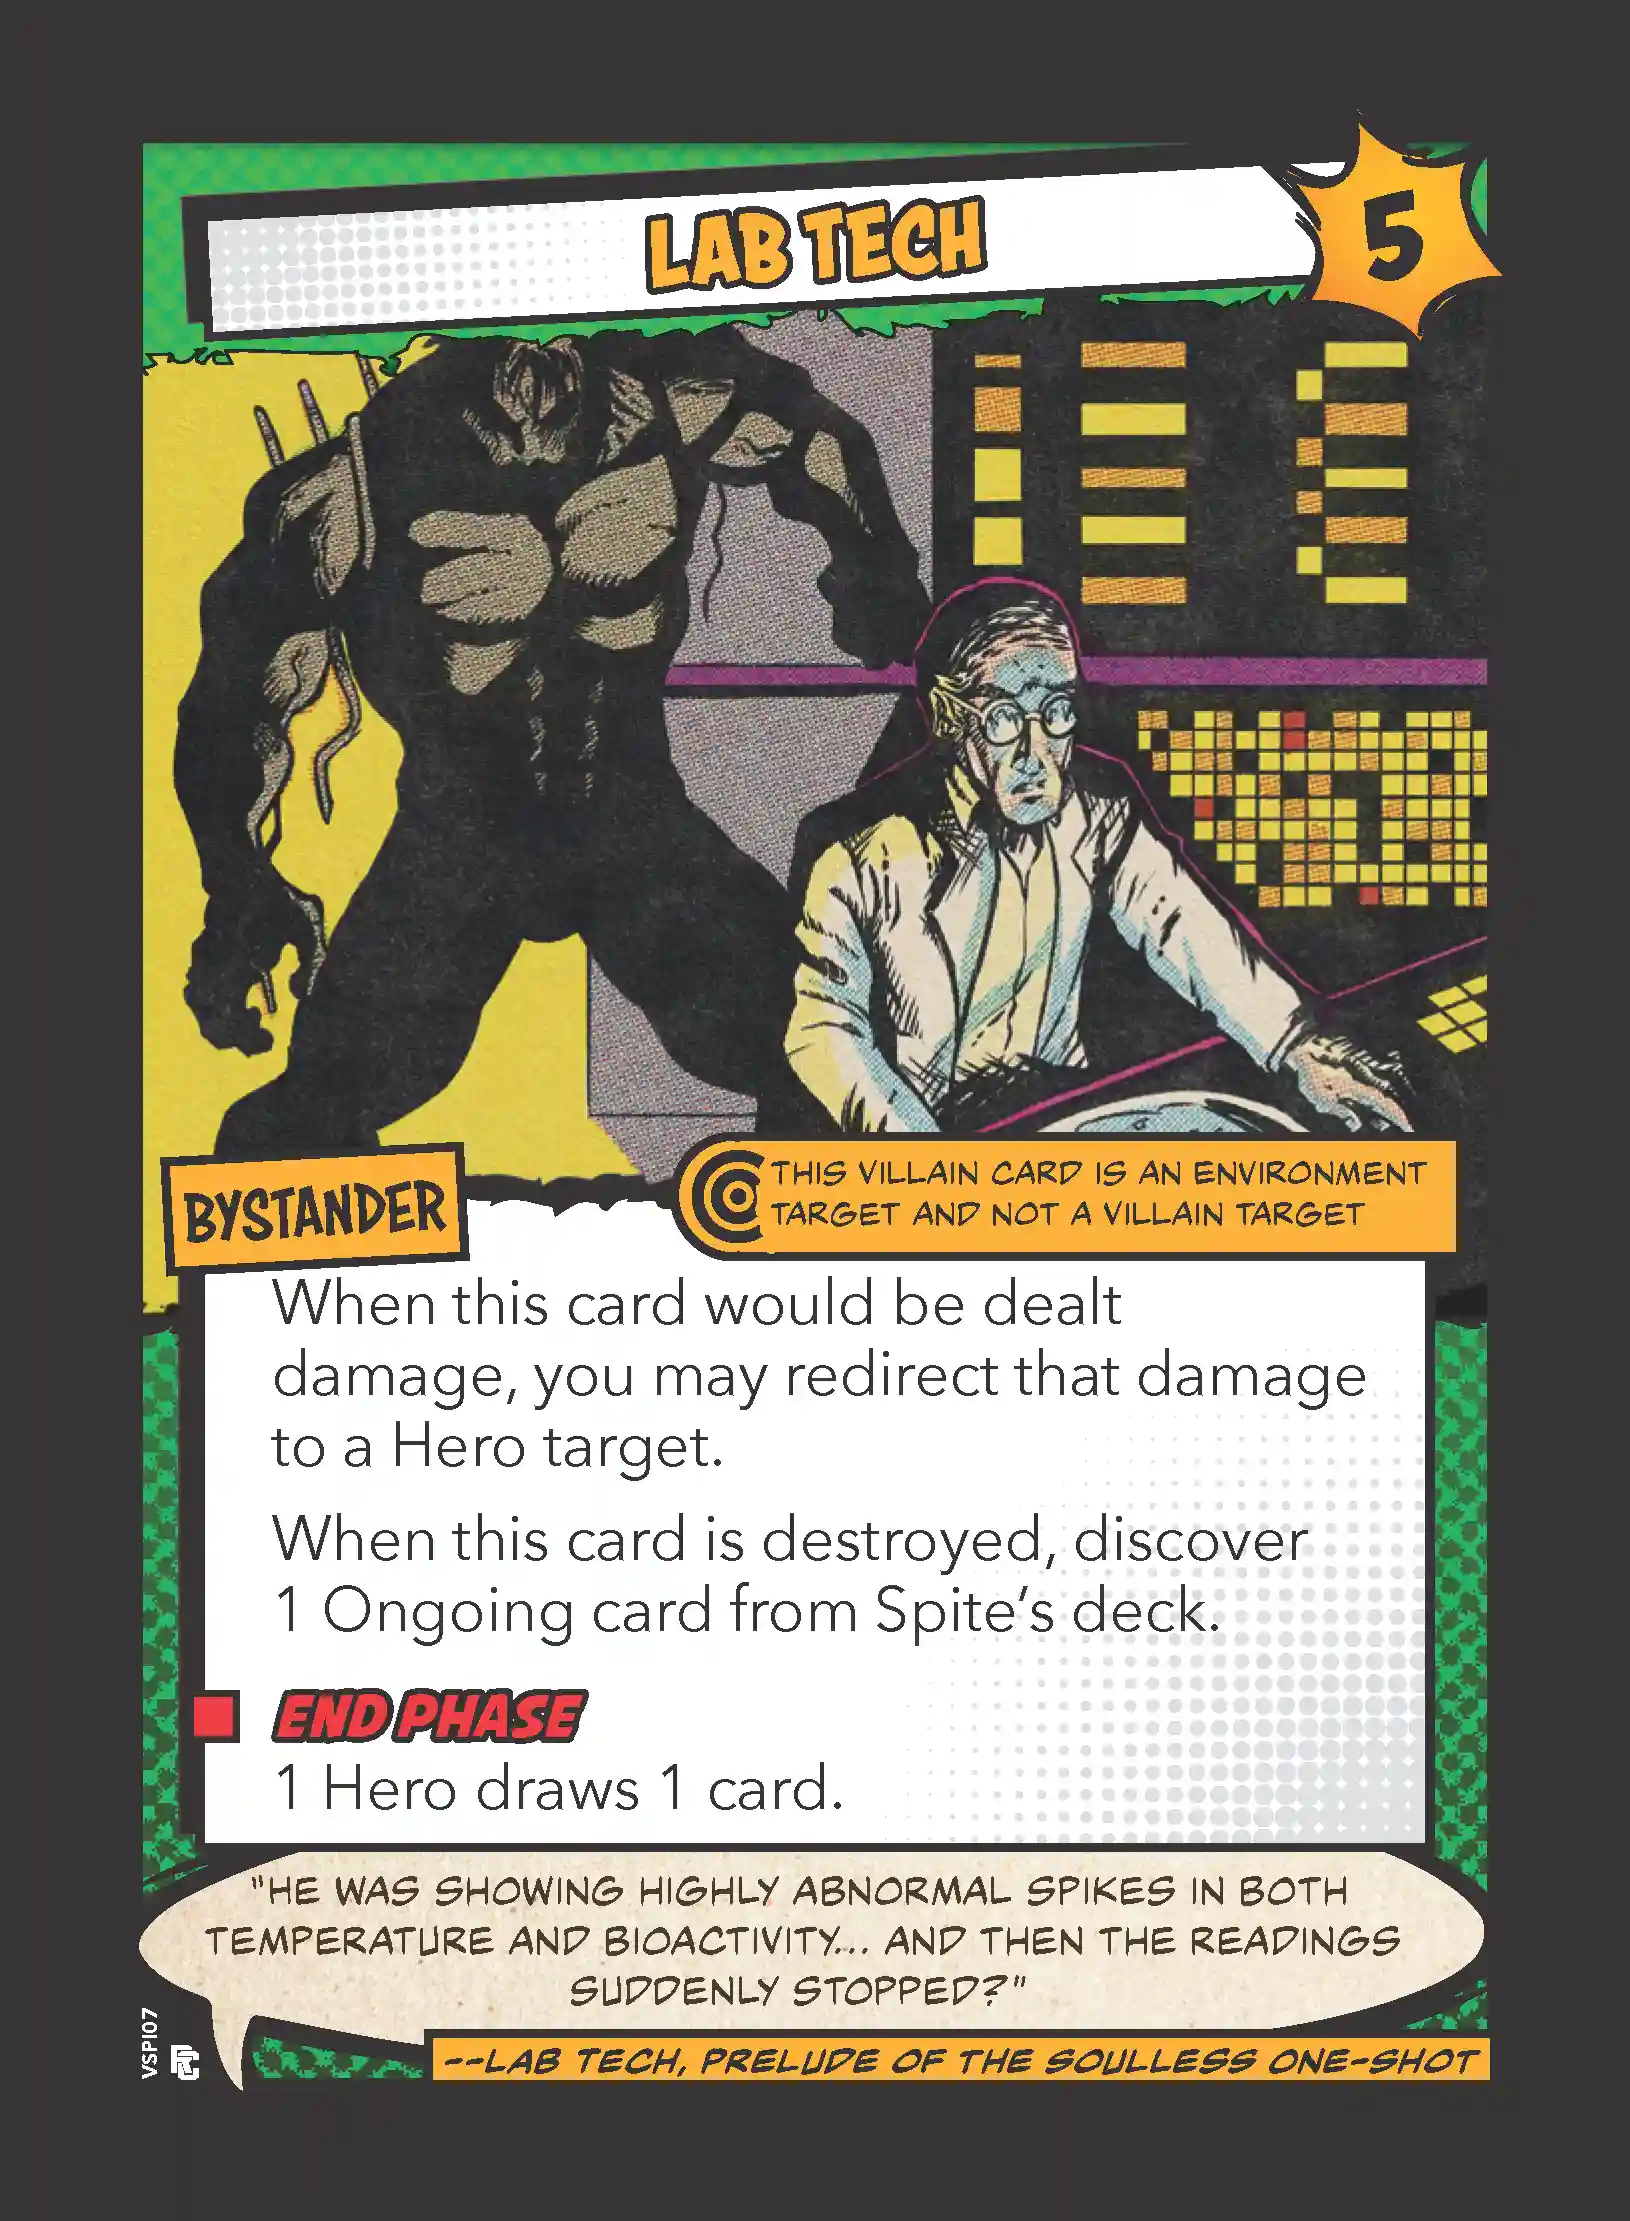 LAB TECH
5
BYSTANDER
THIS VILLAIN CARD IS AN ENVIRONMENT
TARGET AND NOT A VILLAIN TARGET
When this card would be dealt
damage, you may redirect that damage
to a Hero target.
When this card is destroyed, discover
1 Ongoing card from Spite’s deck.
END PHASE
1 Hero draws 1 card.
"HE WAS SHOWING HIGHLY ABNORMAL SPIKES IN BOTH
TEMPERATURE AND BIOACTIVITY... AND THEN THE READINGS
SUDDENLY STOPPED?"
--LAB TECH, PRELUDE OF THE SOULLESS ONE-SHOT
VSPI07